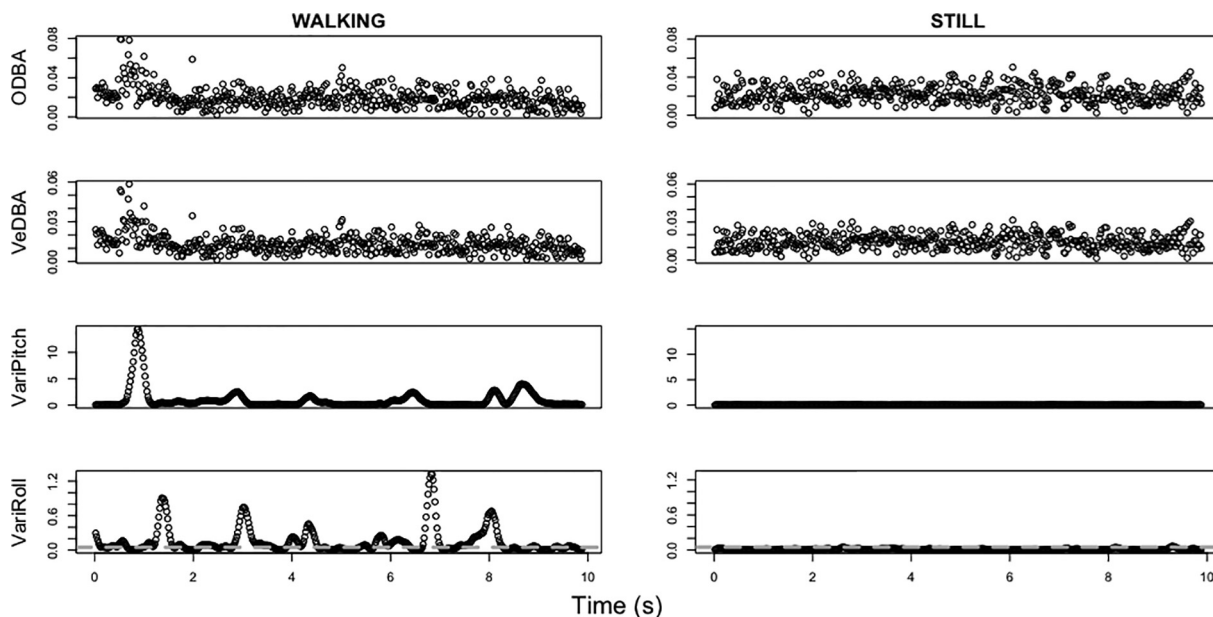 WALKING
STILL
ODBA
0.00 0.04 0.08
0.00 0.04 0.08
VeDBA
0.00 0.03 0.06
0.00 0.03 0.06
VariPitch
0 5 10
0 5 10
VariRoll
0.0 0.6 1.2
0.0 0.6 1.2
0 2 4 6 8 10
0 2 4 6 8 10
Time (s)